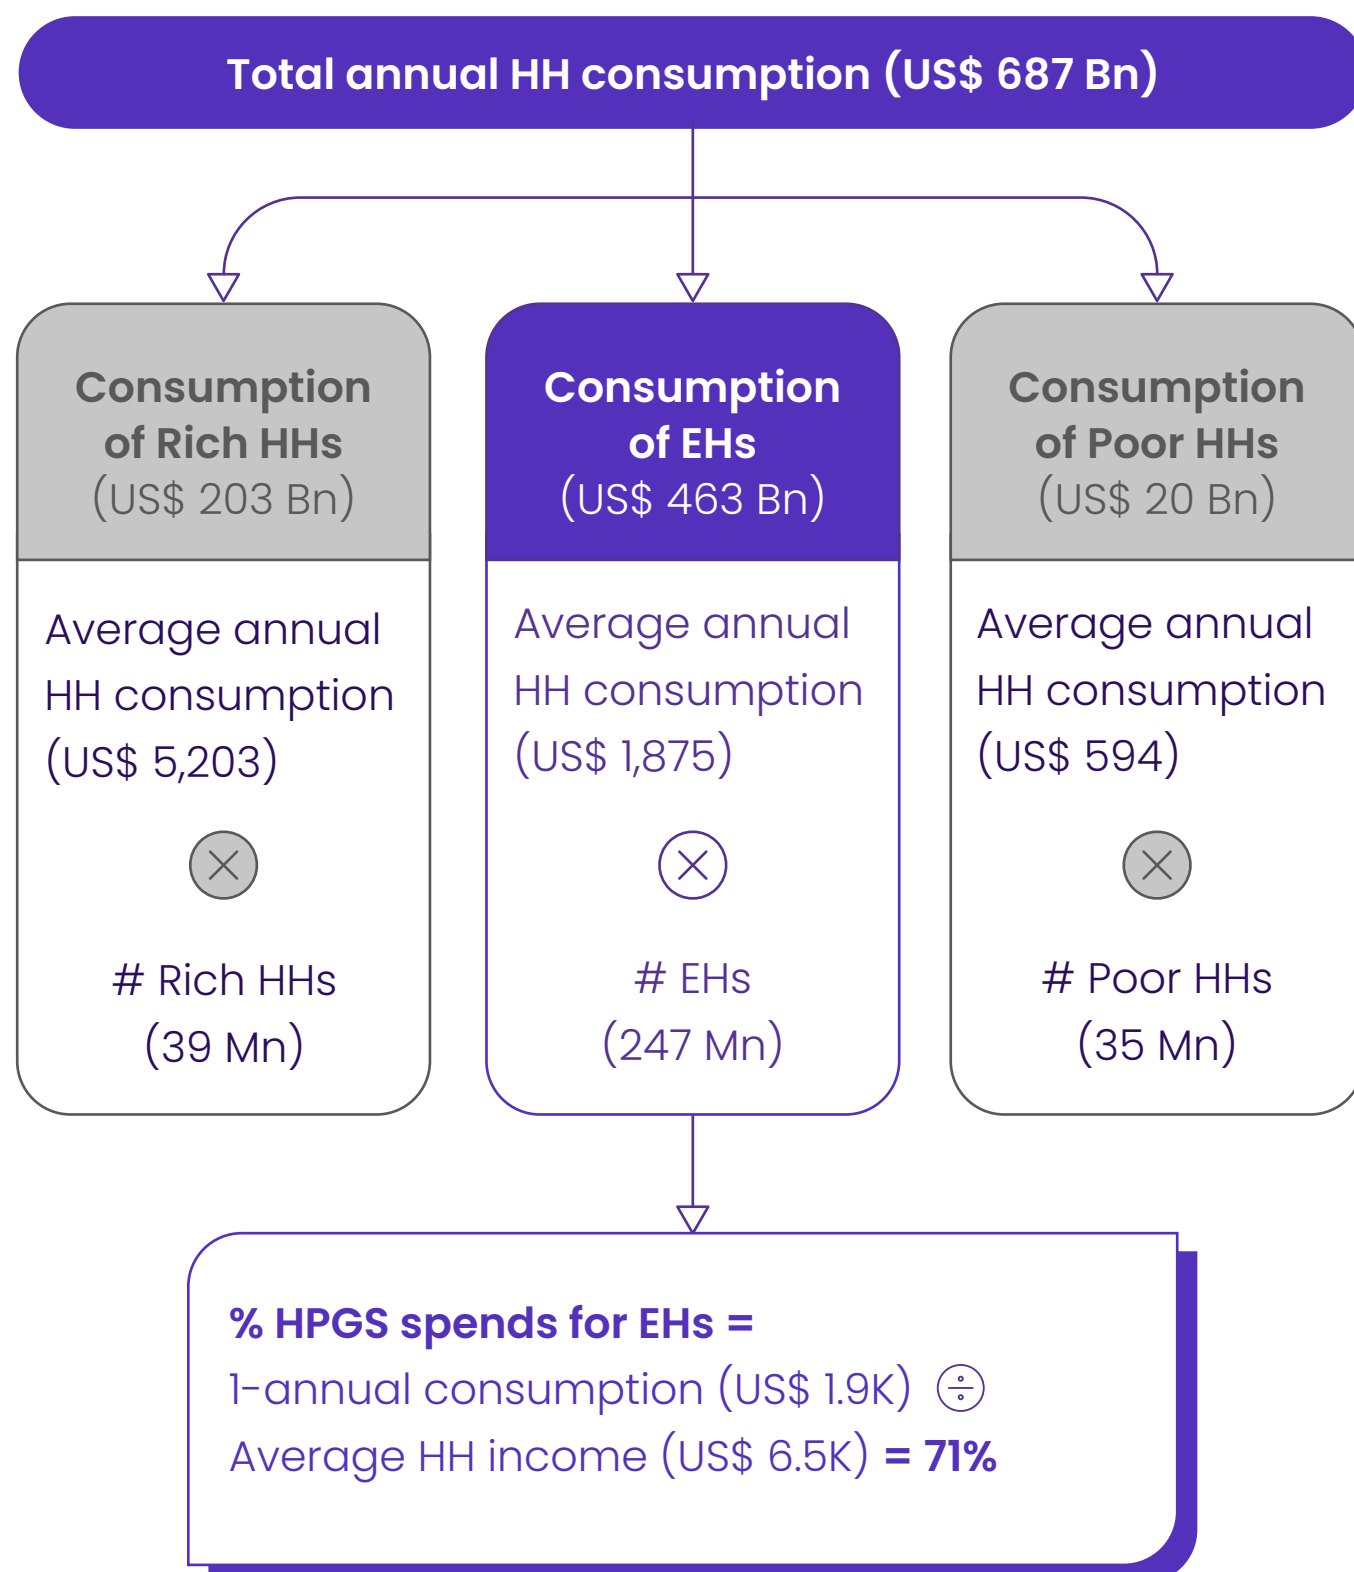 Total annual HH consumption (US$ 687 Bn)
Consumption
of Rich HHs
(US$ 203 Bn)
Average annual
HH consumption
(US$ 5,203)
# Rich HHs
(39 Mn)
Consumption
of EHs
(US$ 463 Bn)
Average annual
HH consumption
(US$ 1,875)
# EHs
(247 Mn)
Consumption
of Poor HHs
(US$ 20 Bn)
Average annual
HH consumption
(US$ 594)
# Poor HHs
(35 Mn)
% HPGS spends for EHs =
1-annual consumption (US$ 1.9K) ÷
Average HH income (US$ 6.5K) = 71%